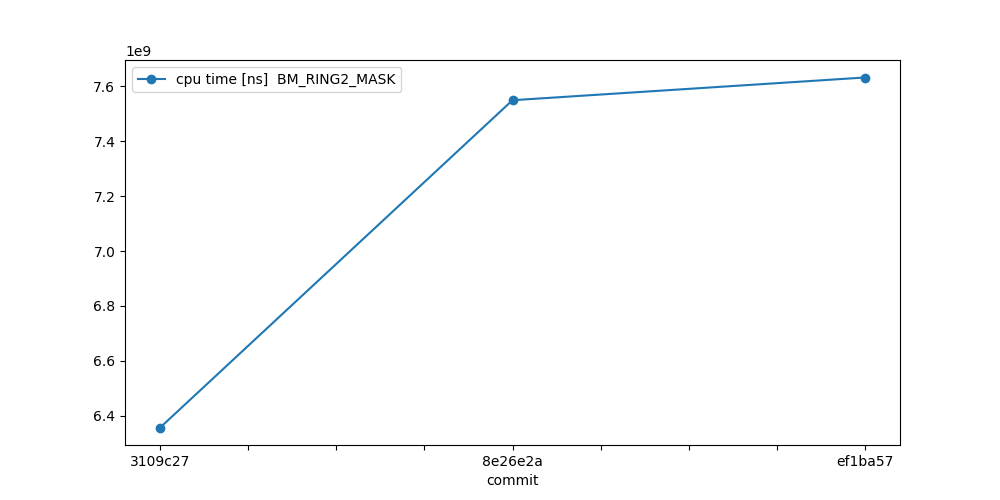 1e9
cpu time [ns]  BM_RING2_MASK
7.6
7.4
7.2
7.0
6.8
6.6
6.4
3109c27
8e26e2a
ef1ba57
commit